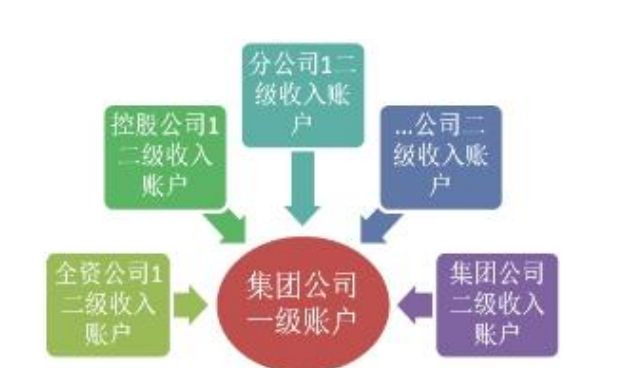 分公司1二
级收入账
户
控股公司1
二级收入
账户
...公司二
级收入账
户
全资公司1
二级收入
账户
集团公司
一级账户
集团公司
二级收入
账户